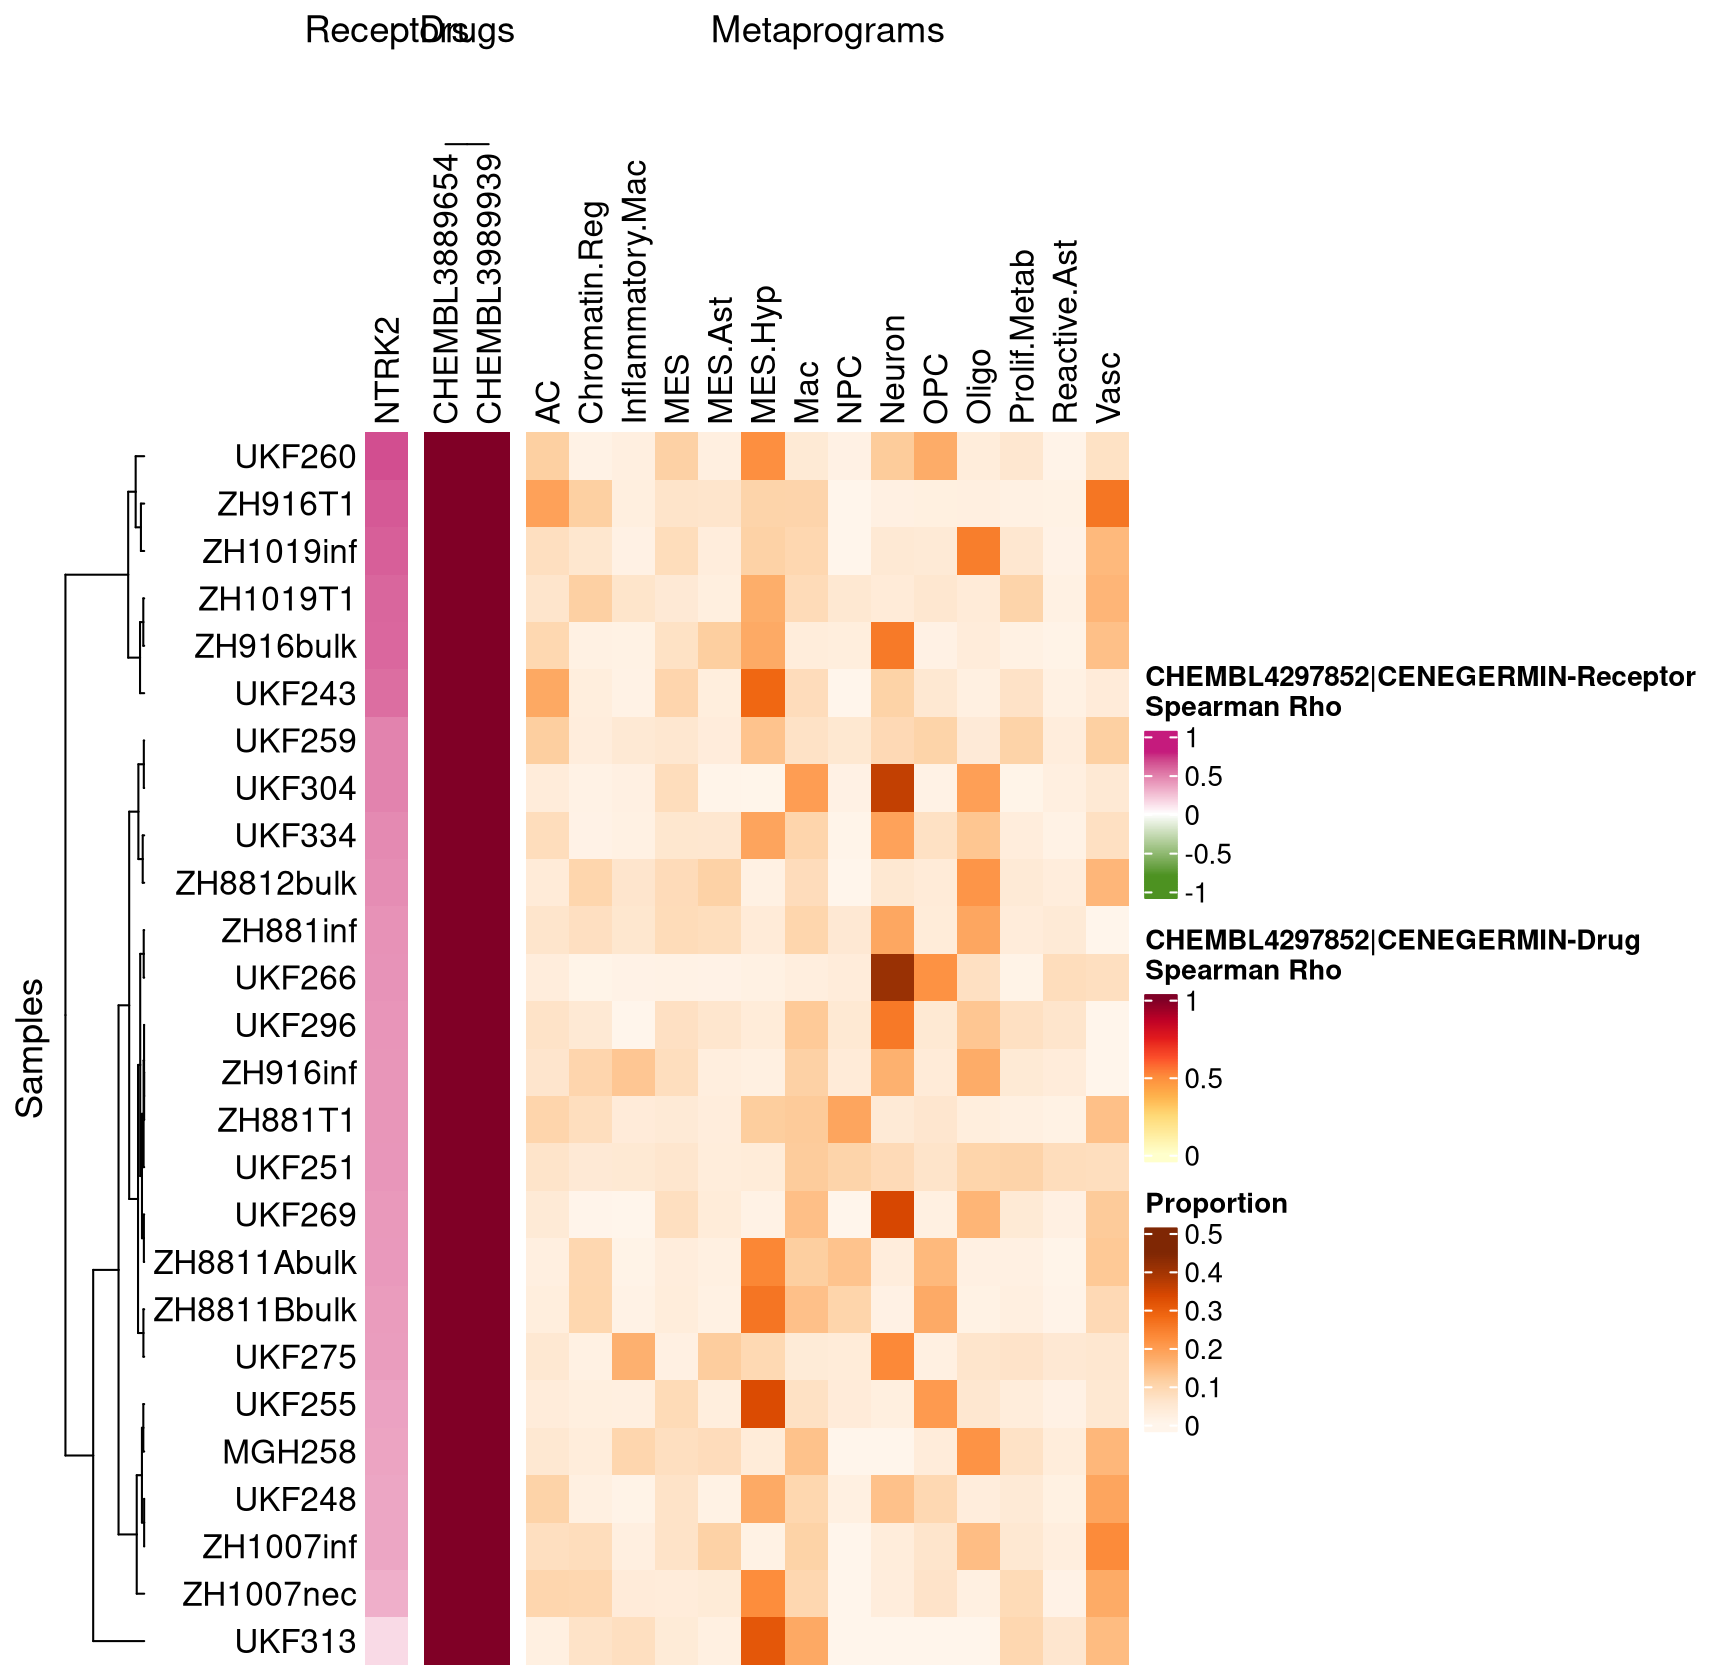 Receptors
Drugs
Metaprograms
NTRK2
CHEMBL3889654|
CHEMBL3989939|
AC
Chromatin.Reg
Inflammatory.Mac
MES
MES.Ast
MES.Hyp
Mac
NPC
Neuron
OPC
Oligo
Prolif.Metab
Reactive.Ast
Vasc
Samples
UKF260
ZH916T1
ZH1019inf
ZH1019T1
ZH916bulk
UKF243
UKF259
UKF304
UKF334
ZH8812bulk
ZH881inf
UKF266
UKF296
ZH916inf
ZH881T1
UKF251
UKF269
ZH8811Abulk
ZH8811Bbulk
UKF275
UKF255
MGH258
UKF248
ZH1007inf
ZH1007nec
UKF313
CHEMBL4297852|CENEGERMIN-Receptor
Spearman Rho
1
0.5
0
-0.5
-1
CHEMBL4297852|CENEGERMIN-Drug
Spearman Rho
1
0.5
0
Proportion
0.5
0.4
0.3
0.2
0.1
0